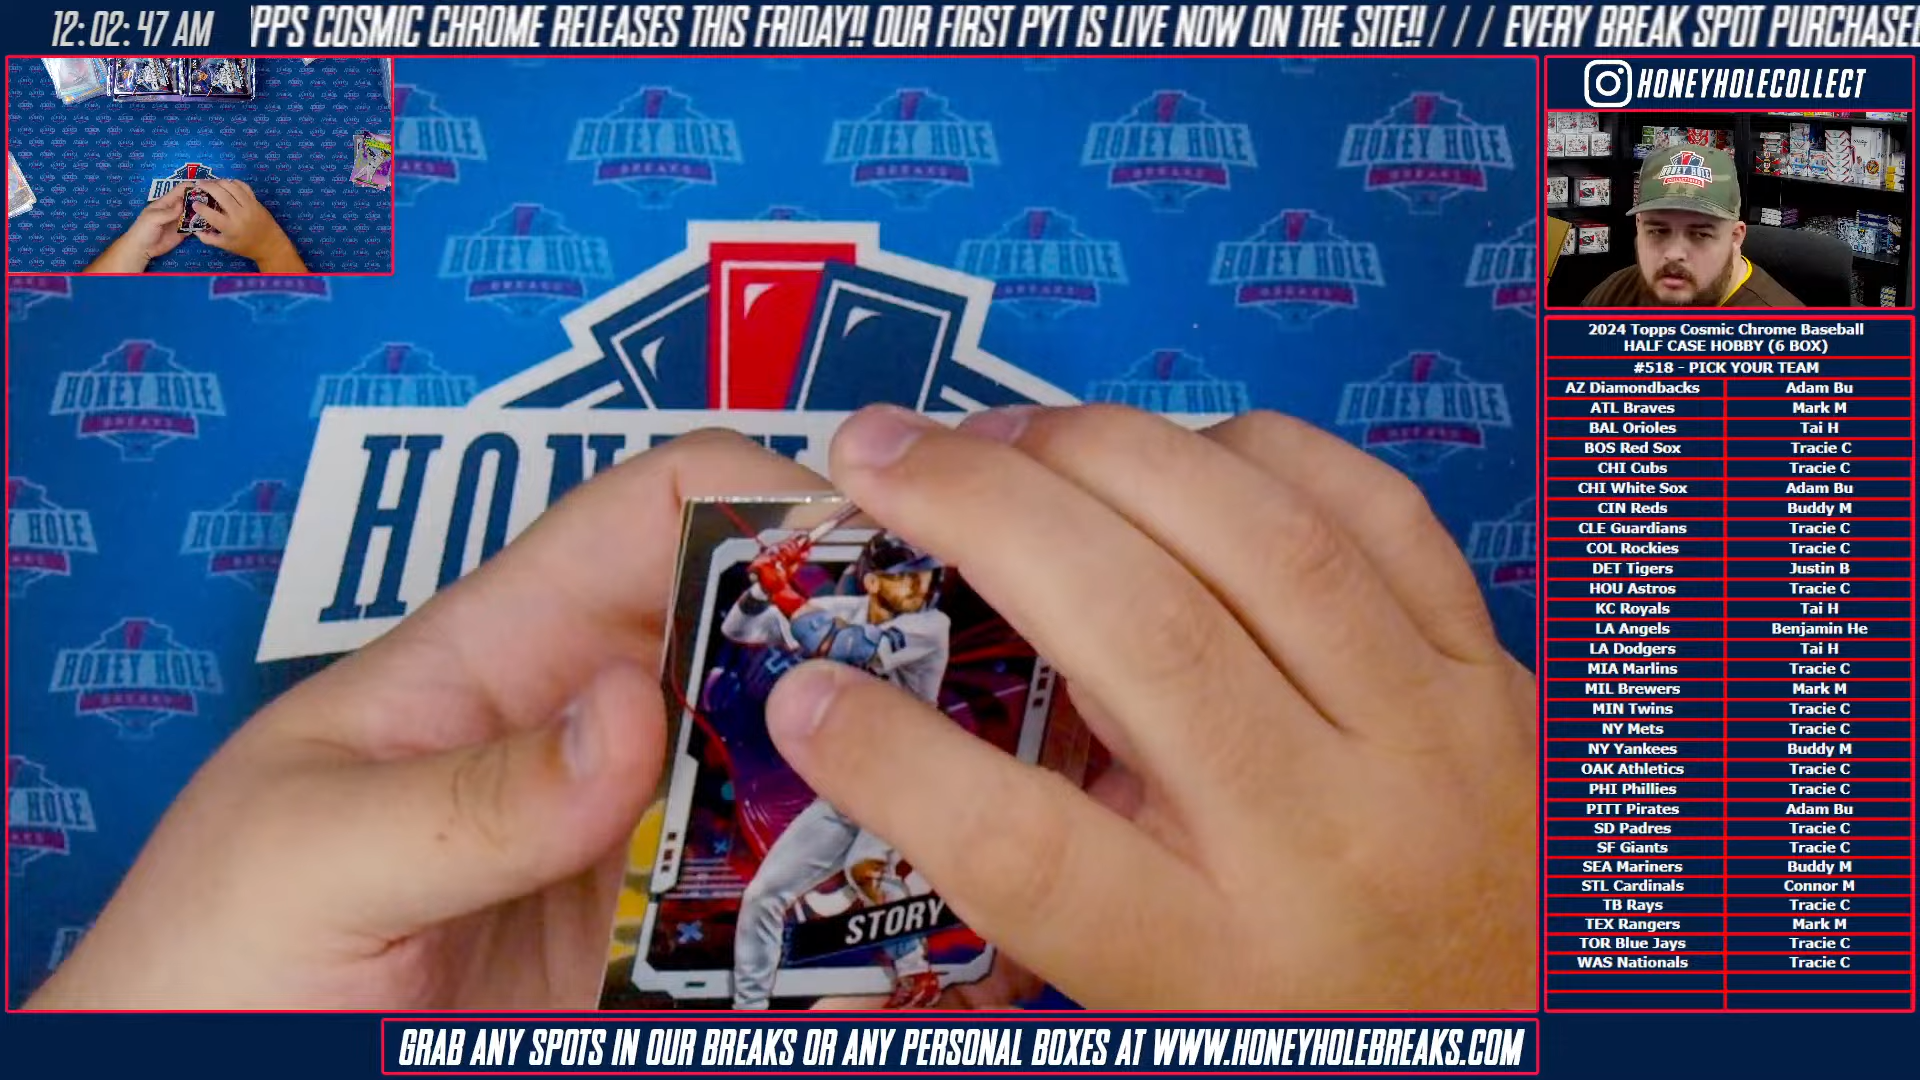 12:02:47 AM
PPS COSMIC CHROME RELEASES THIS FRIDAY!! OUR FIRST PYT IS LIVE NOW ON THE SITE!! / / / EVERY BREAK SPOT PURCHASED
HONEYHOLECOLLECT
2024 Topps Cosmic Chrome Baseball
HALF CASE HOBBY (6 BOX)
#518 - PICK YOUR TEAM
AZ Diamondbacks Adam Bu
ATL Braves Mark M
BAL Orioles Tai H
BOS Red Sox Tracie C
CHI Cubs Tracie C
CHI White Sox Adam Bu
CIN Reds Buddy M
CLE Guardians Tracie C
COL Rockies Tracie C
DET Tigers Justin B
HOU Astros Tracie C
KC Royals Tai H
LA Angels Benjamin He
LA Dodgers Tai H
MIA Marlins Tracie C
MIL Brewers Mark M
MIN Twins Tracie C
NY Mets Tracie C
NY Yankees Buddy M
OAK Athletics Tracie C
PHI Phillies Tracie C
PITT Pirates Adam Bu
SD Padres Tracie C
SF Giants Tracie C
SEA Mariners Buddy M
STL Cardinals Connor M
TB Rays Tracie C
TEX Rangers Mark M
TOR Blue Jays Tracie C
WAS Nationals Tracie C
HONEY HOLE
BREAKS
STORY
GRAB ANY SPOTS IN OUR BREAKS OR ANY PERSONAL BOXES AT WWW.HONEYHOLEBREAKS.COM